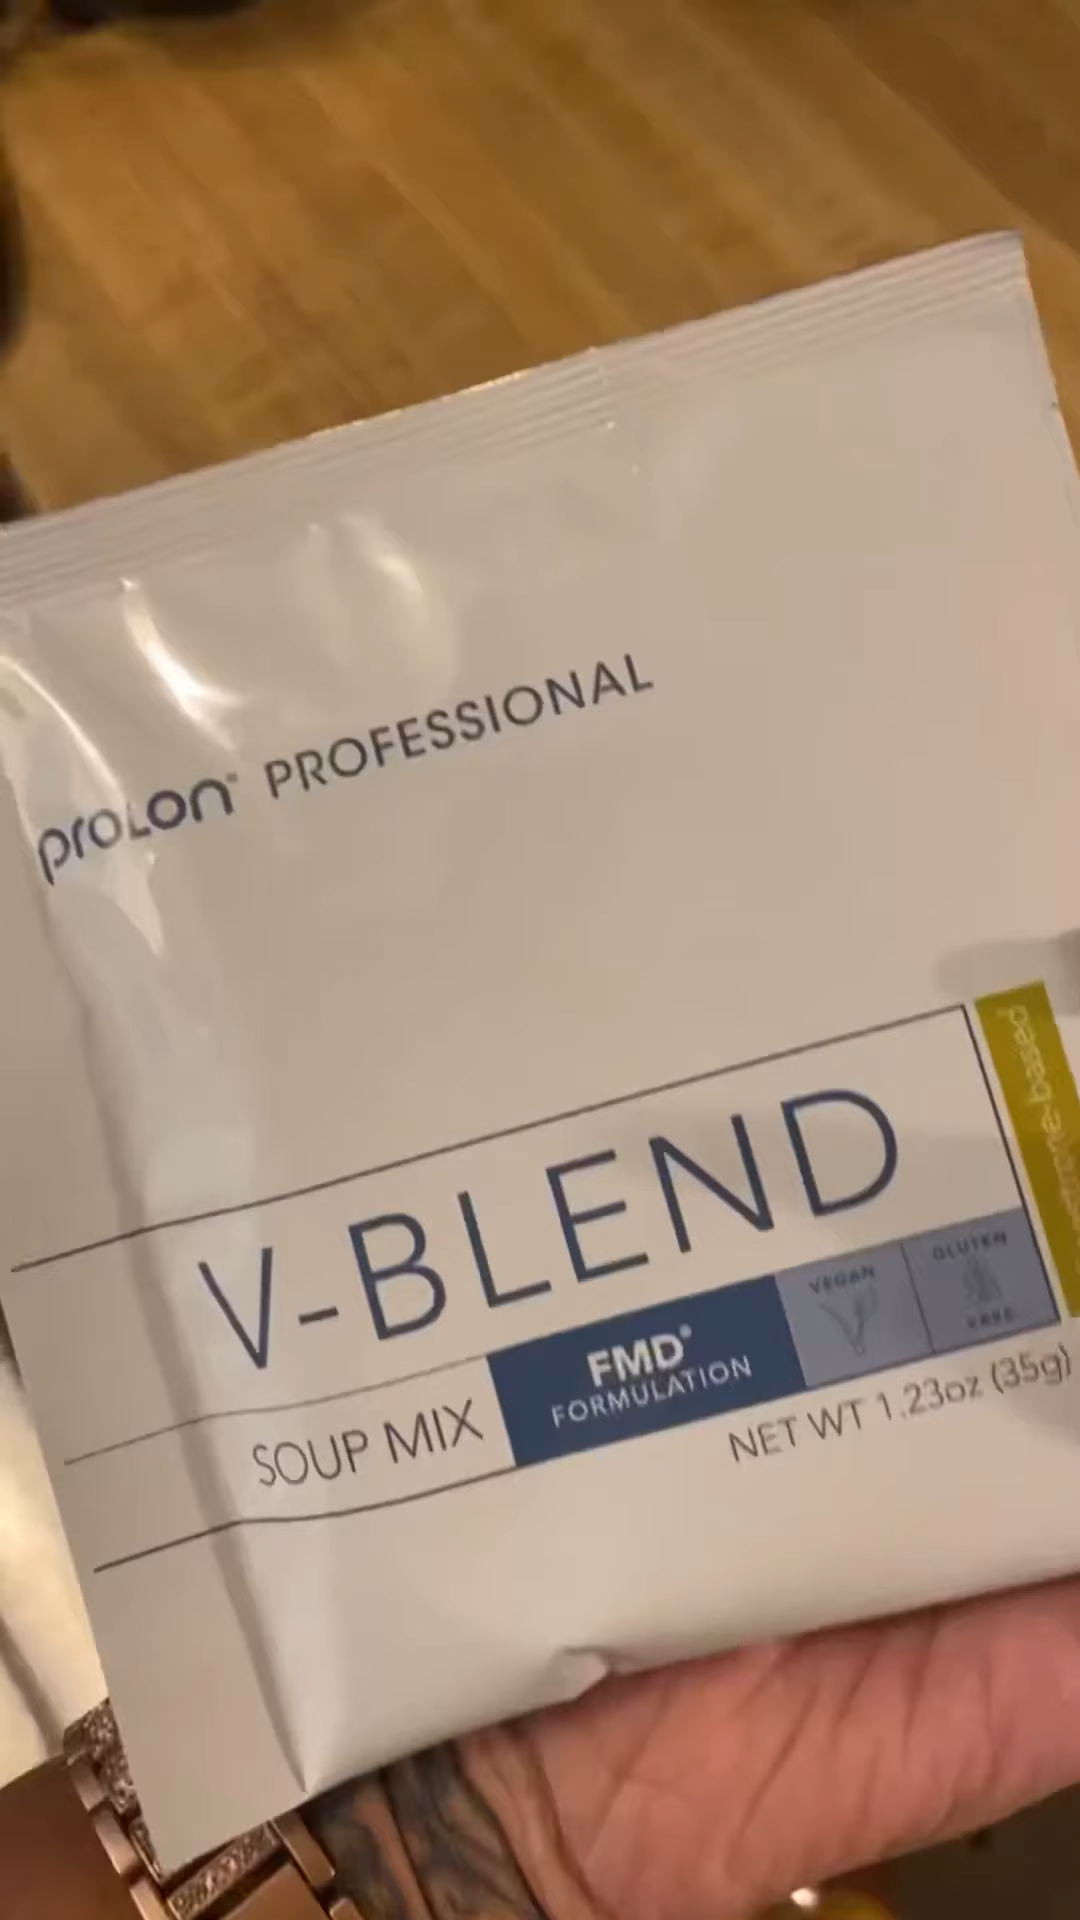 proLon® PROFESSIONAL
V-BLEND
SOUP MIX
FMD®
FORMULATION
VEGAN
GLUTEN
FREE
NET WT 1.23oz (35g)